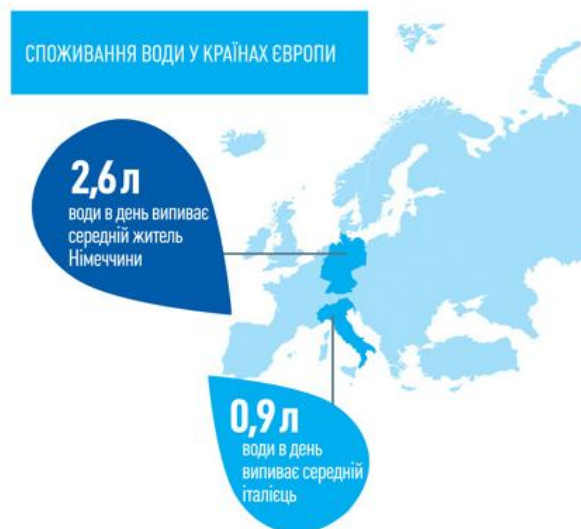 СПОЖИВАННЯ ВОДИ У КРАЇНАХ ЄВРОПИ
2,6 л
води в день випиває
середній житель
Німеччини
0,9 л
води в день
випиває середній
італієць